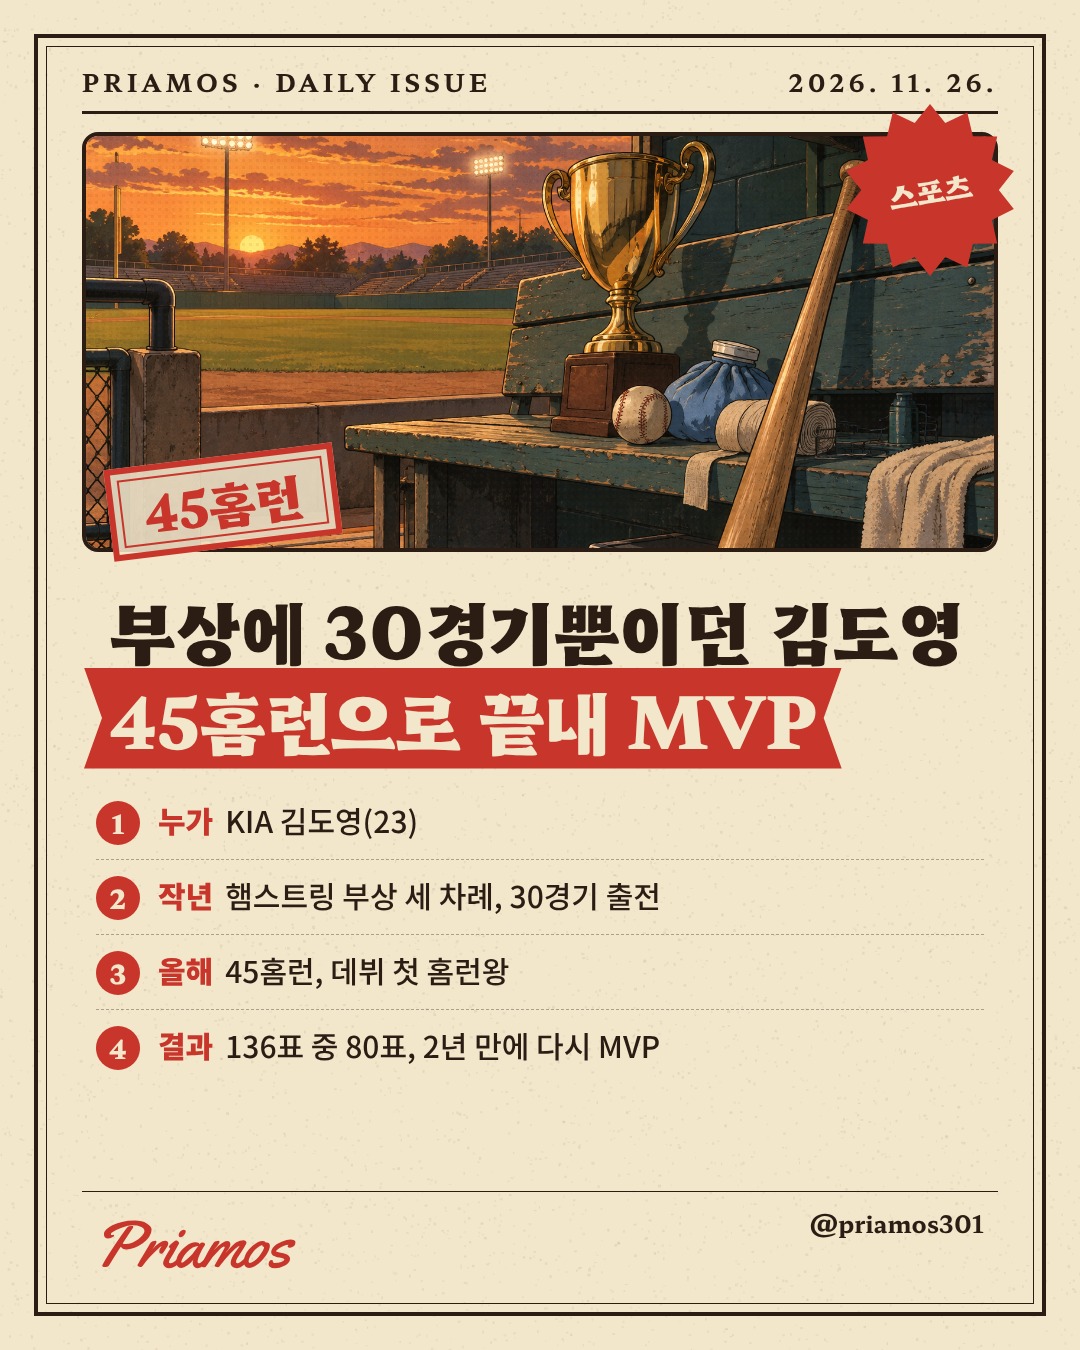 PRIAMOS · DAILY ISSUE
2026. 11. 26.
스포츠
45홈런
부상에 30경기뿐이던 김도영
45홈런으로 끝내 MVP
1 누가 KIA 김도영(23)
2 작년 햄스트링 부상 세 차례, 30경기 출전
3 올해 45홈런, 데뷔 첫 홈런왕
4 결과 136표 중 80표, 2년 만에 다시 MVP
Priamos
@priamos301